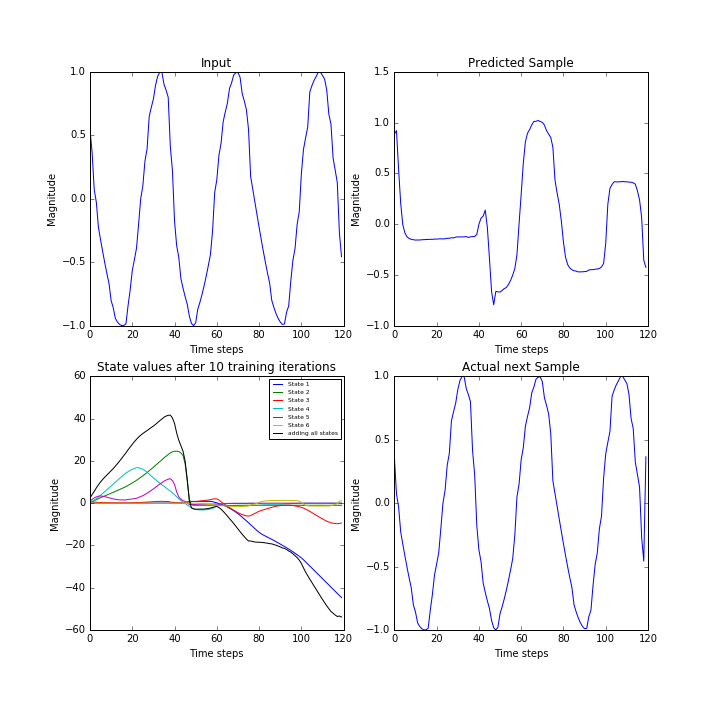 Input
Magnitude
1.0
0.5
0.0
−0.5
−1.0
0 20 40 60 80 100 120
Time steps
Predicted Sample
Magnitude
1.5
1.0
0.5
0.0
−0.5
−1.0
0 20 40 60 80 100 120
Time steps
State values after 10 training iterations
Magnitude
60
40
20
0
−20
−40
−60
0 20 40 60 80 100 120
Time steps
State 1
State 2
State 3
State 4
State 5
State 6
adding all states
Actual next Sample
Magnitude
1.0
0.5
0.0
−0.5
−1.0
0 20 40 60 80 100 120
Time steps